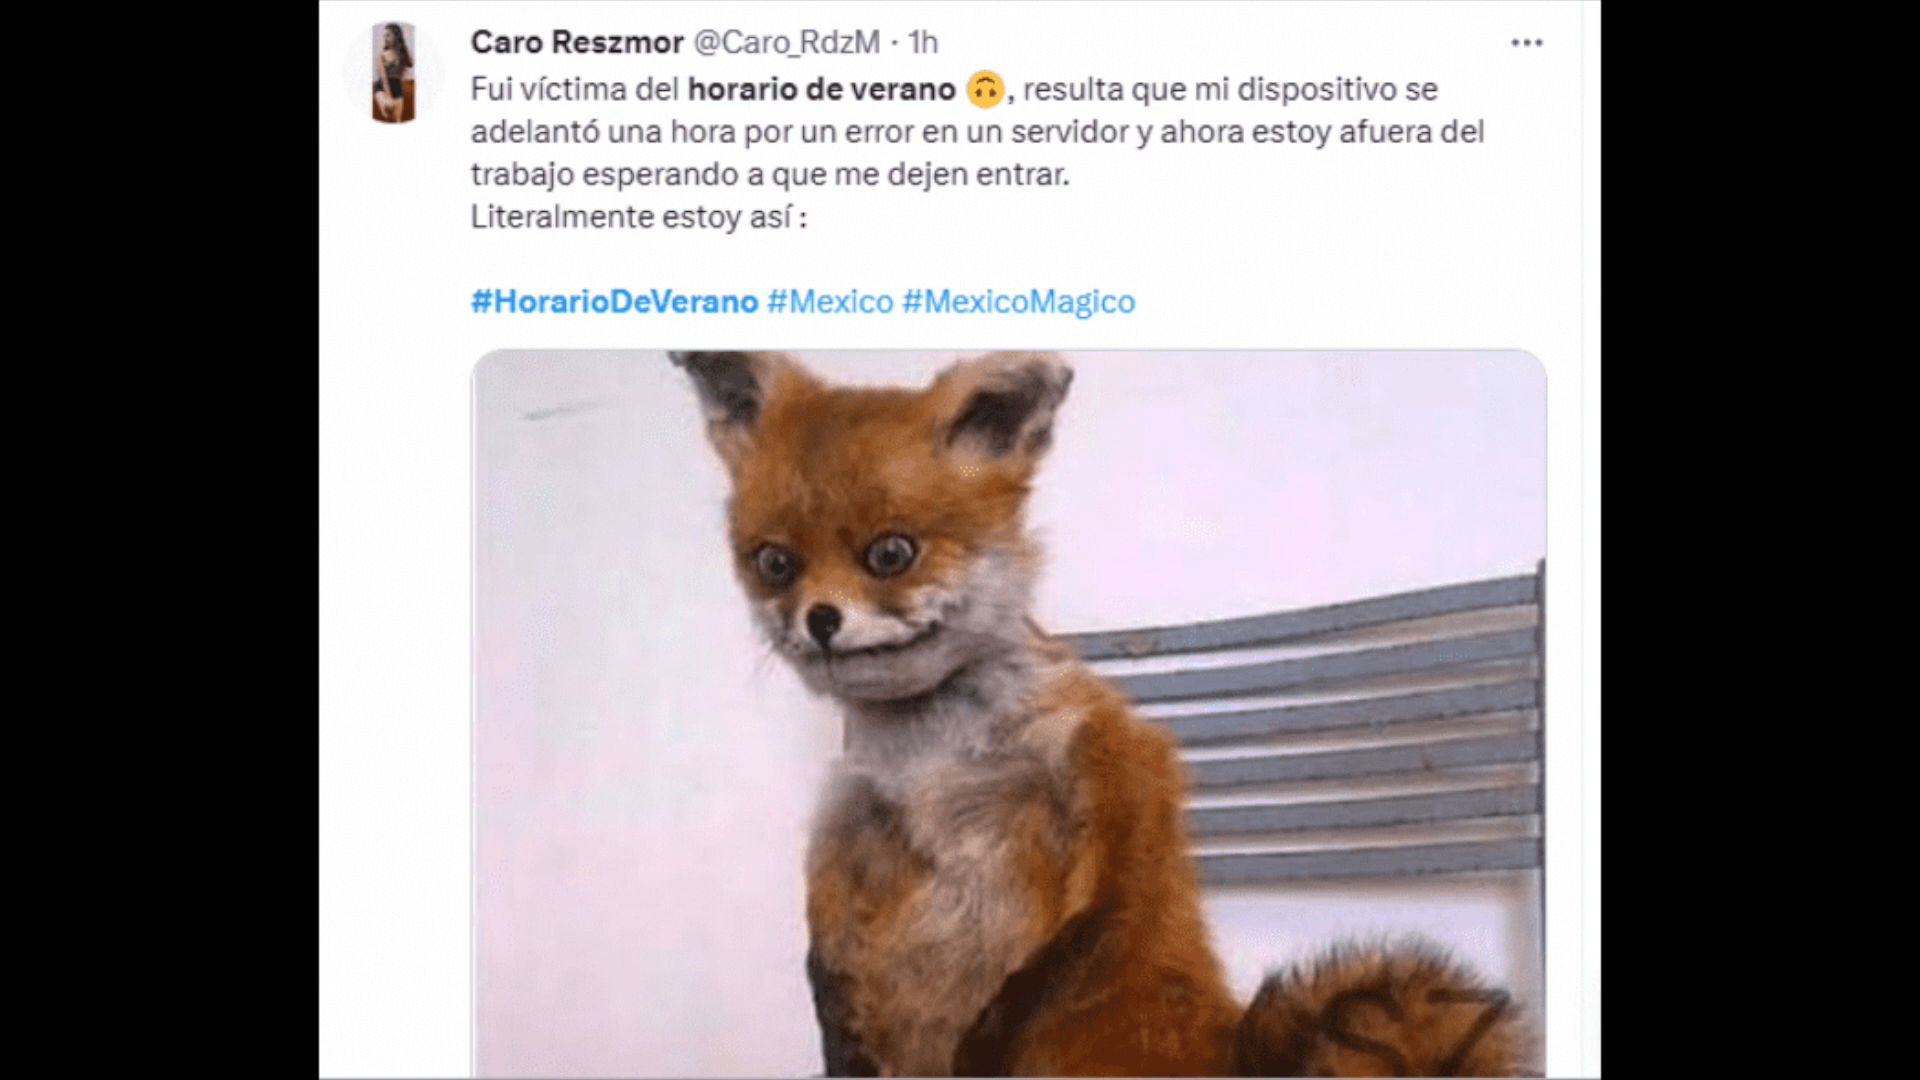 Caro Reszmor @Caro_RdzM · 1h
Fui víctima del horario de verano 🙃, resulta que mi dispositivo se
adelantó una hora por un error en un servidor y ahora estoy afuera del
trabajo esperando a que me dejen entrar.
Literalmente estoy así :
#HorarioDeVerano #Mexico #MexicoMagico